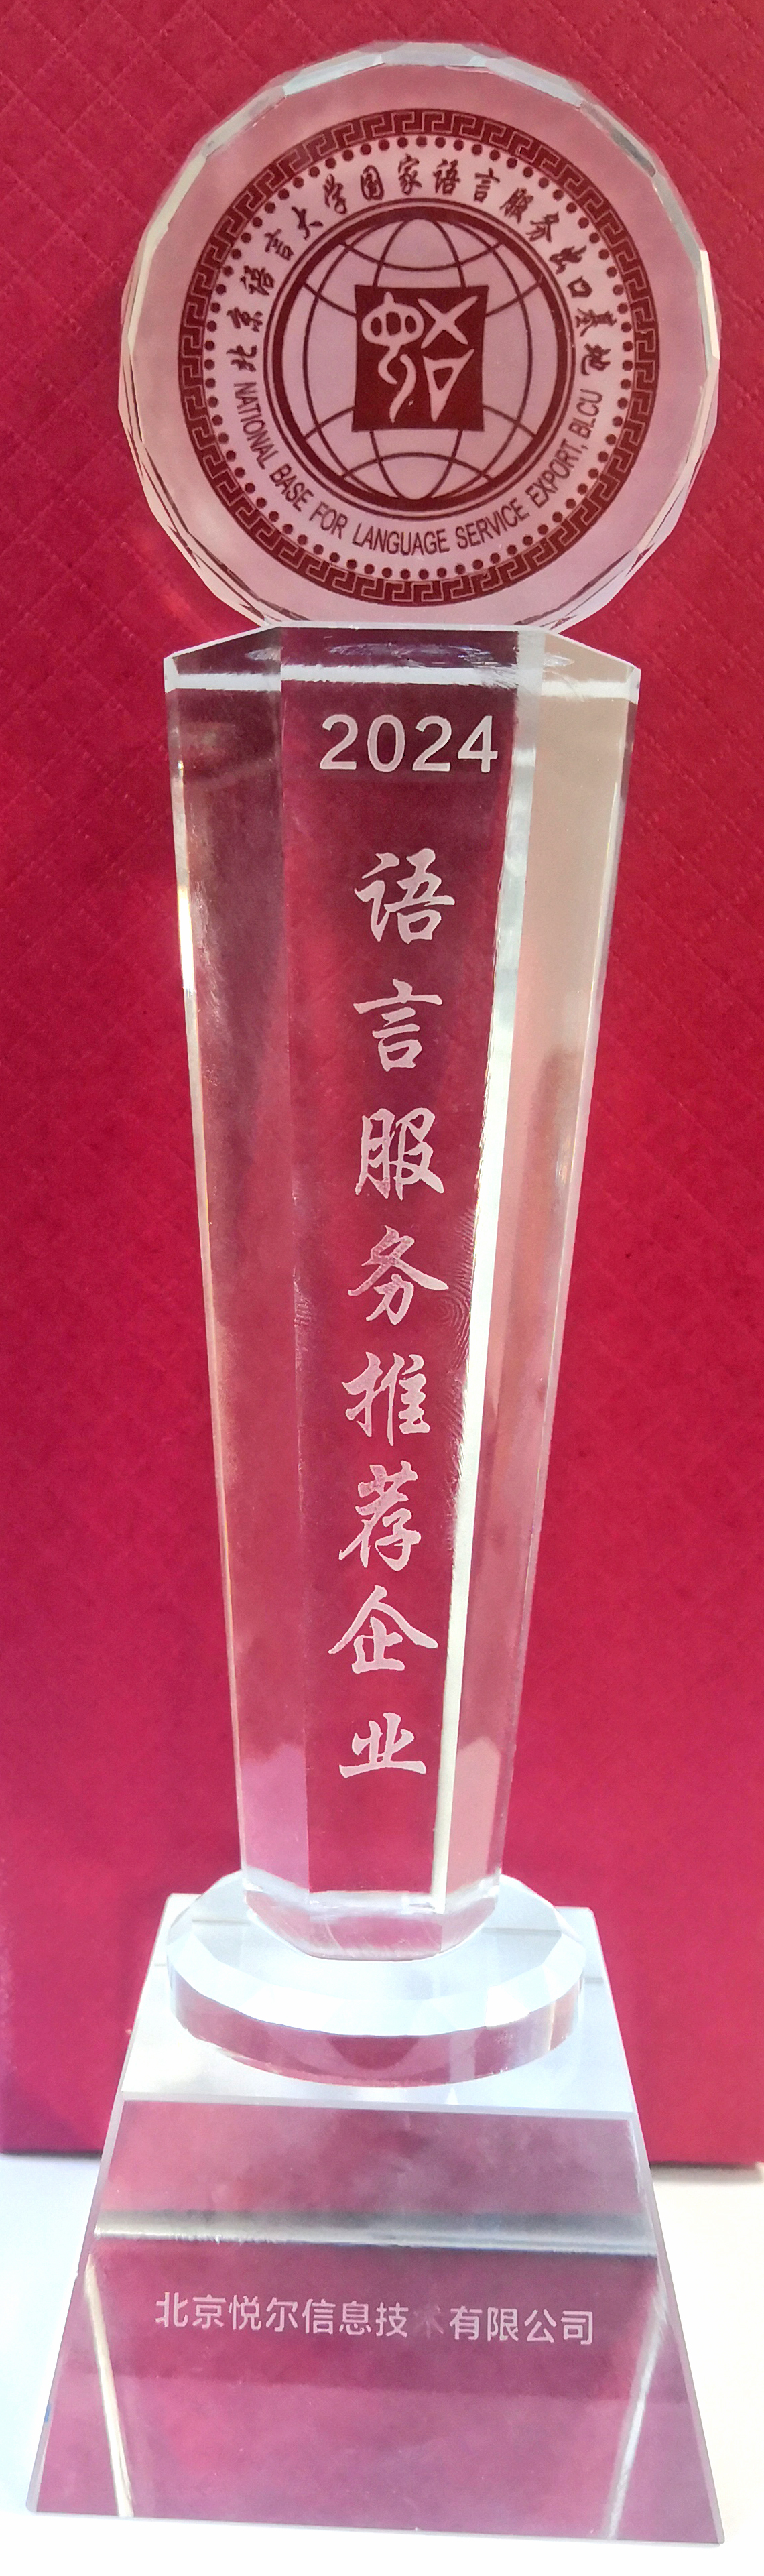 北京语言大学国家语言服务出口基地
NATIONAL BASE FOR LANGUAGE SERVICE EXPORT, BLCU
2024
语言服务推荐企业
北京悦尔信息技术有限公司